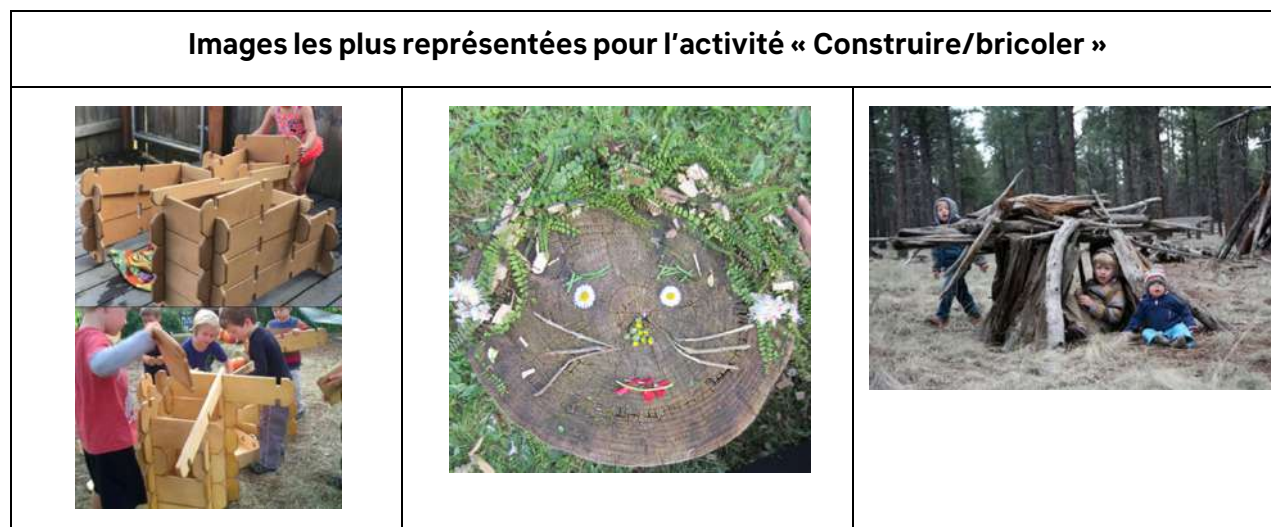 Images les plus représentées pour l’activité « Construire/bricoler »